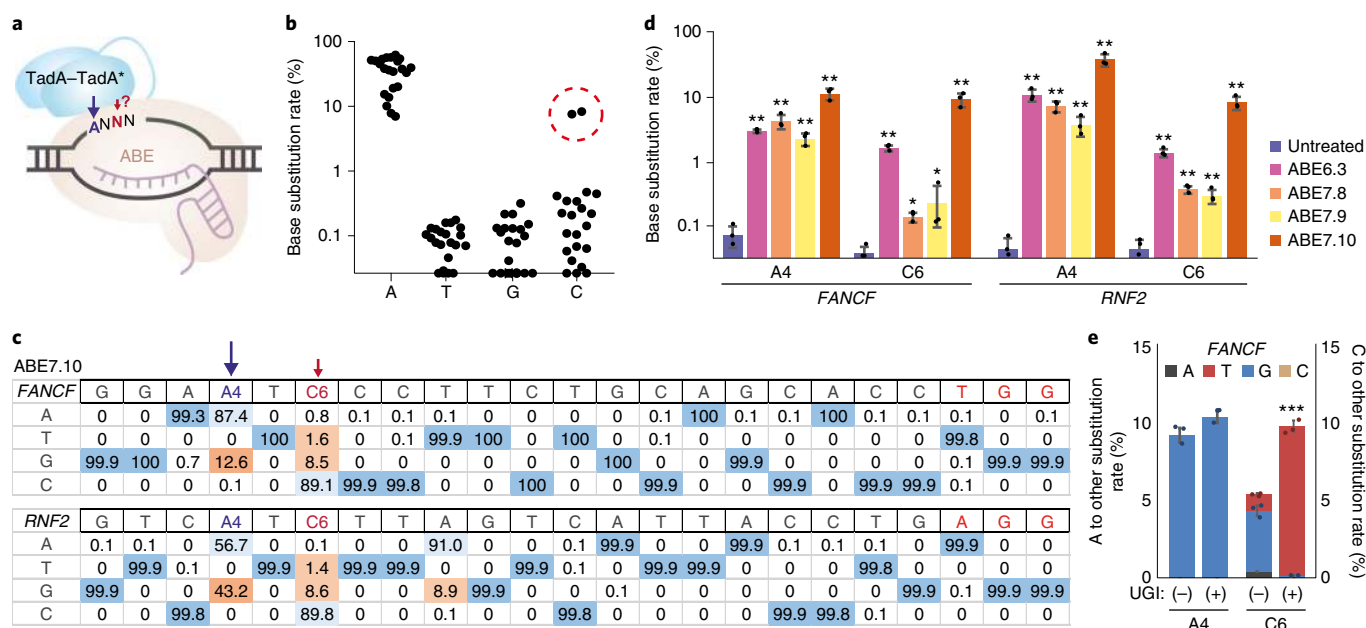 a
TadA–TadA*
?
ANNNN
ABE
b
Base substitution rate (%)
100
10
1
0.1
A T G C
c
ABE7.10
FANCF G G A A4 T C6 C C T T C T G C A G C A C C T G G
A 0 0 99.3 87.4 0 0.8 0.1 0.1 0.1 0 0 0 0 0.1 100 0.1 0.1 100 0.1 0.1 0.1 0 0.1
T 0 0 0 0 100 1.6 0 0.1 99.9 100 0 100 0 0.1 0 0 0 0 0 0 99.8 0 0
G 99.9 100 0.7 12.6 0 8.5 0 0 0 0 0 0 100 0 0 99.9 0 0 0 0 0.1 99.9 99.9
C 0 0 0 0.1 0 89.1 99.9 99.8 0 0 100 0 0 99.9 0 0 99.9 0 99.9 99.9 0.1 0 0
RNF2 G T C A4 T C6 T T A G T C A T T A C C T G A G G
A 0.1 0.1 0 56.7 0 0.1 0 0 91.0 0 0 0.1 99.9 0 0 99.9 0.1 0.1 0.1 0 99.9 0 0
T 0 99.9 0.1 0 99.9 1.4 99.9 99.9 0 0 99.9 0.1 0 99.9 99.9 0 0 0 99.8 0 0 0 0
G 99.9 0 0 43.2 0 8.6 0 0 8.9 99.9 0 0 0.1 0 0 0 0 0 0 99.9 0.1 99.9 99.9
C 0 0 99.8 0 0 89.8 0 0 0.1 0 0 99.8 0 0 0 0 99.9 99.8 0.1 0 0 0 0
d
Base substitution rate (%)
100
10
1
0.1
** ** ** ** ** * * ** ** ** ** ** ** ** ** **
A4 C6 A4 C6
FANCF RNF2
Untreated
ABE6.3
ABE7.8
ABE7.9
ABE7.10
e
FANCF
A T G C
A to other substitution
rate (%)
15
10
5
0
***
15
10
5
0
C to other substitution
rate (%)
UGI: (–) (+) (–) (+)
A4 C6